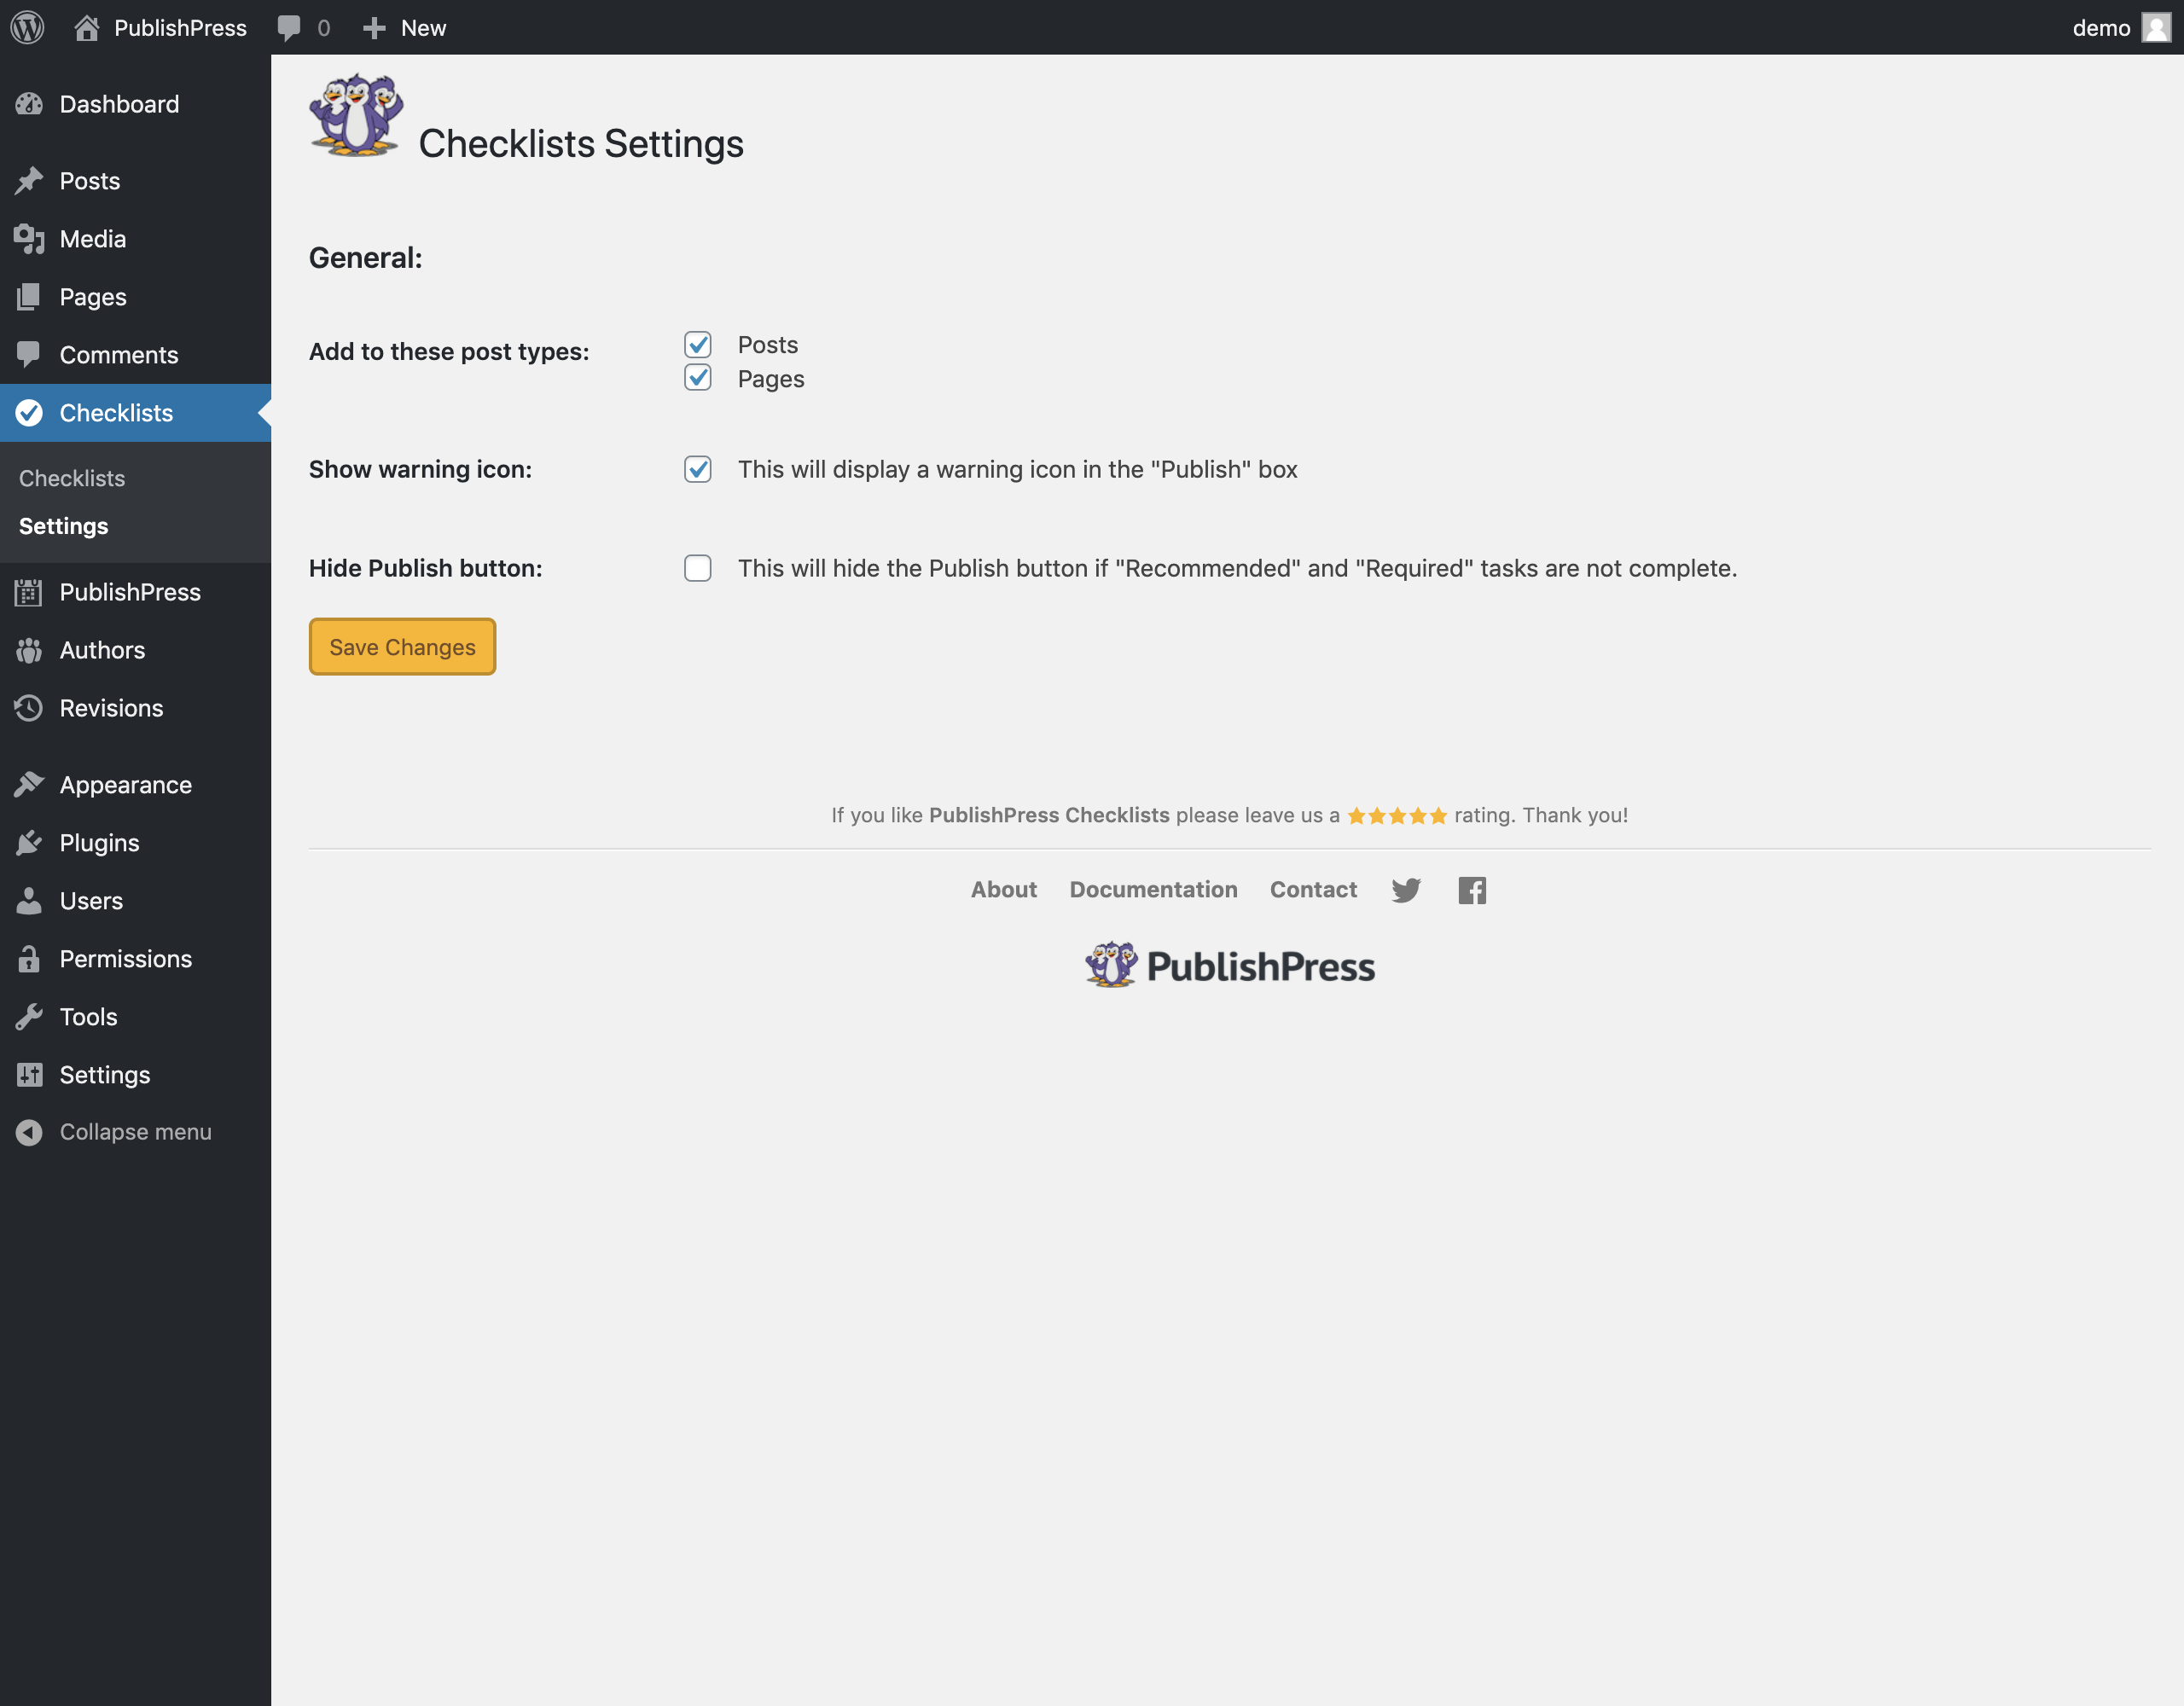 PublishPress 0 New demo
Dashboard
Posts
Media
Pages
Comments
Checklists
Checklists
Settings
PublishPress
Authors
Revisions
Appearance
Plugins
Users
Permissions
Tools
Settings
Collapse menu
Checklists Settings
General:
Add to these post types:
Posts
Pages
Show warning icon:
This will display a warning icon in the "Publish" box
Hide Publish button:
This will hide the Publish button if "Recommended" and "Required" tasks are not complete.
Save Changes
If you like PublishPress Checklists please leave us a ★★★★★ rating. Thank you!
About Documentation Contact
PublishPress